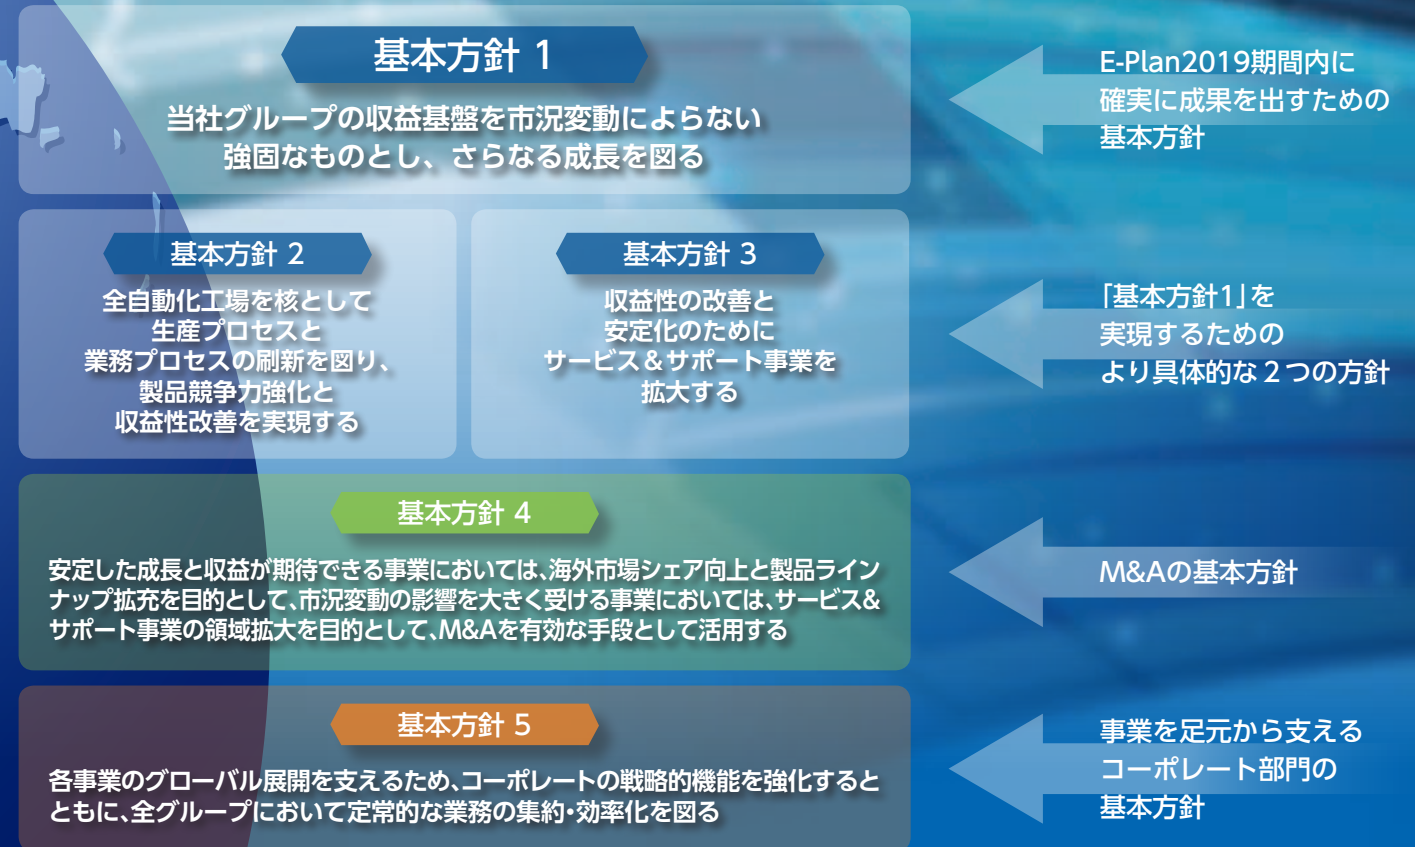 基本方針 1
当社グループの収益基盤を市況変動によらない
強固なものとし、さらなる成長を図る
E-Plan2019期間内に
確実に成果を出すための
基本方針
基本方針 2
全自動化工場を核として
生産プロセスと
業務プロセスの刷新を図り、
製品競争力強化と
収益性改善を実現する
基本方針 3
収益性の改善と
安定化のために
サービス＆サポート事業を
拡大する
「基本方針1」を
実現するための
より具体的な２つの方針
基本方針 4
安定した成長と収益が期待できる事業においては、海外市場シェア向上と製品ライン
ナップ拡充を目的として、市況変動の影響を大きく受ける事業においては、サービス&
サポート事業の領域拡大を目的として、M&Aを有効な手段として活用する
M&Aの基本方針
基本方針 5
各事業のグローバル展開を支えるため、コーポレートの戦略的機能を強化すると
ともに、全グループにおいて定常的な業務の集約・効率化を図る
事業を足元から支える
コーポレート部門の
基本方針